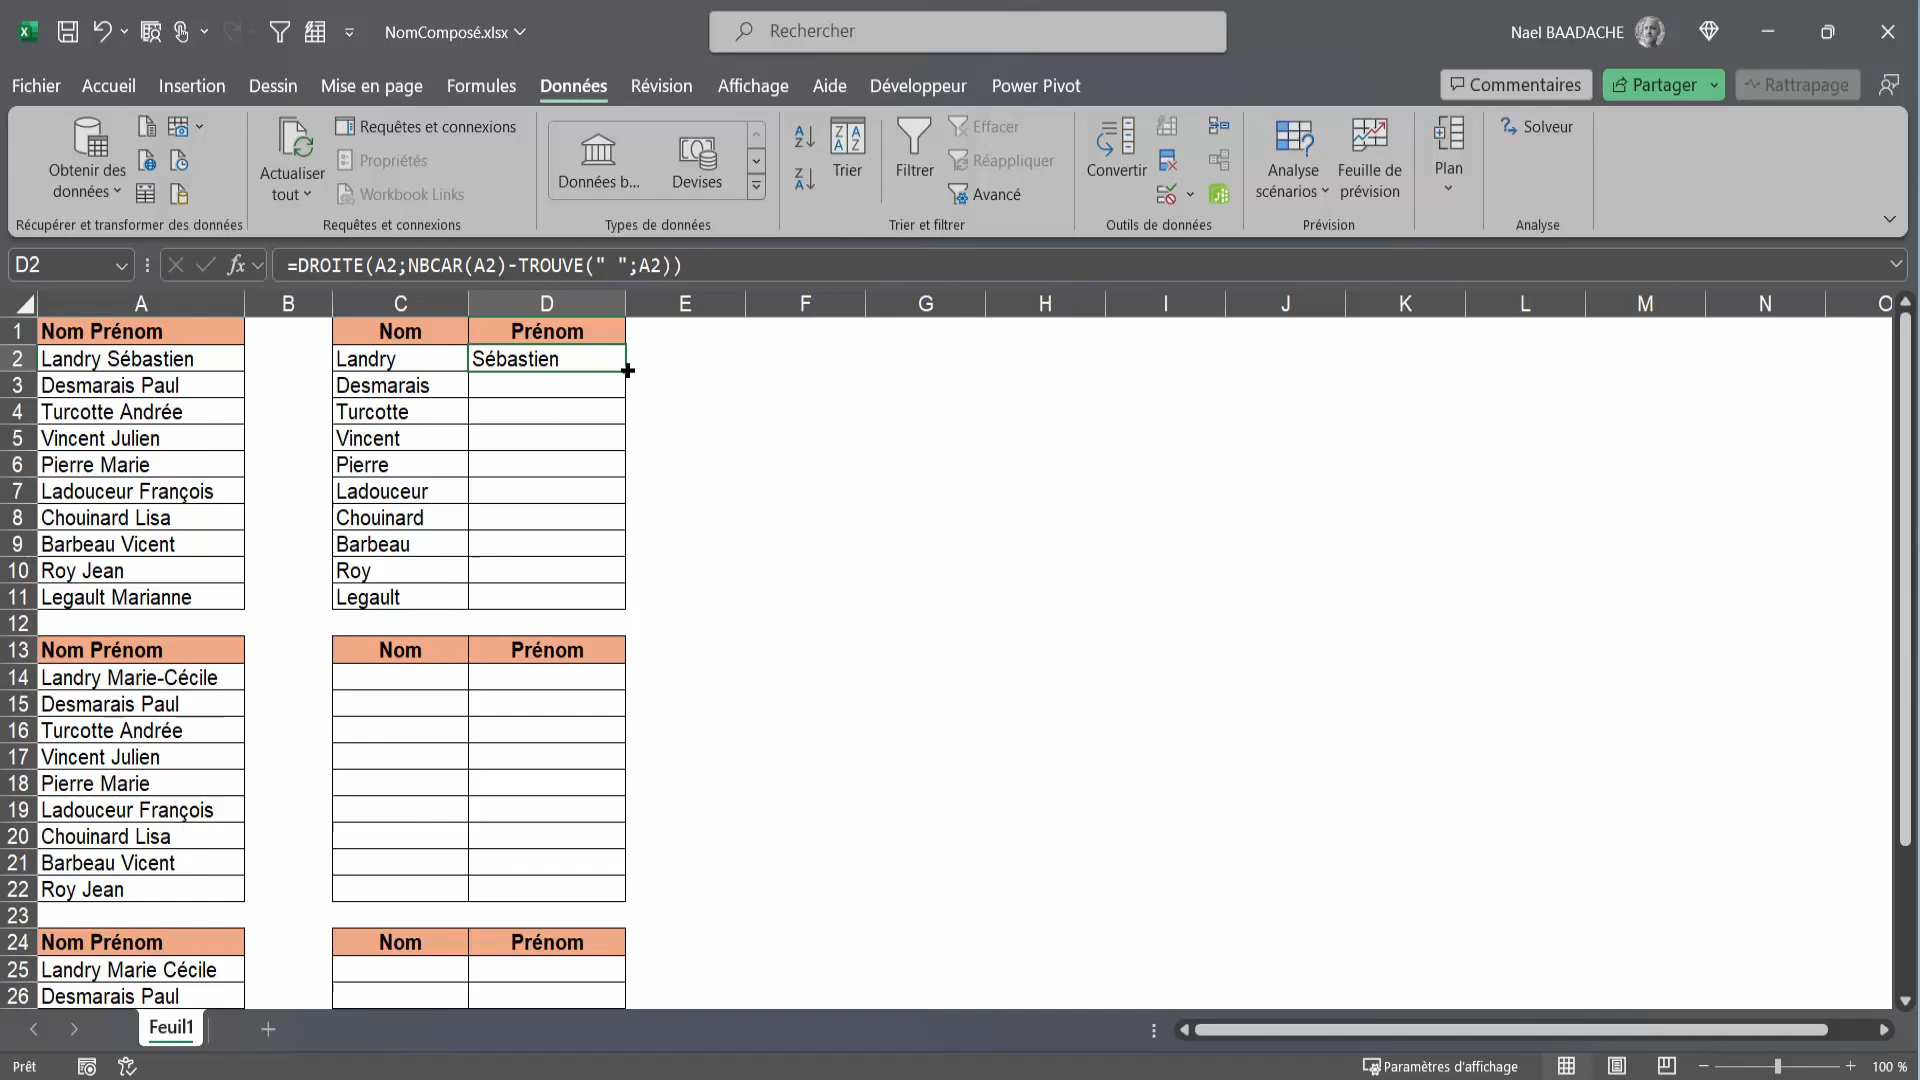 NomComposé.xlsx
Rechercher
Nael BAADACHE
Fichier Accueil Insertion Dessin Mise en page Formules Données Révision Affichage Aide Développeur Power Pivot
Commentaires Partager Rattrapage
Obtenir des données
Récupérer et transformer des données
Actualiser tout
Requêtes et connexions
Propriétés
Workbook Links
Requêtes et connexions
Données b...
Devises
Types de données
Trier
Filtrer
Effacer
Réappliquer
Avancé
Trier et filtrer
Convertir
Outils de données
Analyse scénarios
Feuille de prévision
Prévision
Plan
Solveur
Analyse
D2
fx
=DROITE(A2;NBCAR(A2)-TROUVE(" ";A2))
A B C D E F G H I J K L M N O
1 Nom Prénom Nom Prénom
2 Landry Sébastien Landry Sébastien
3 Desmarais Paul Desmarais
4 Turcotte Andrée Turcotte
5 Vincent Julien Vincent
6 Pierre Marie Pierre
7 Ladouceur François Ladouceur
8 Chouinard Lisa Chouinard
9 Barbeau Vicent Barbeau
10 Roy Jean Roy
11 Legault Marianne Legault
12
13 Nom Prénom Nom Prénom
14 Landry Marie-Cécile
15 Desmarais Paul
16 Turcotte Andrée
17 Vincent Julien
18 Pierre Marie
19 Ladouceur François
20 Chouinard Lisa
21 Barbeau Vicent
22 Roy Jean
23
24 Nom Prénom Nom Prénom
25 Landry Marie Cécile
26 Desmarais Paul
Feuil1
Prêt
Paramètres d'affichage
100 %